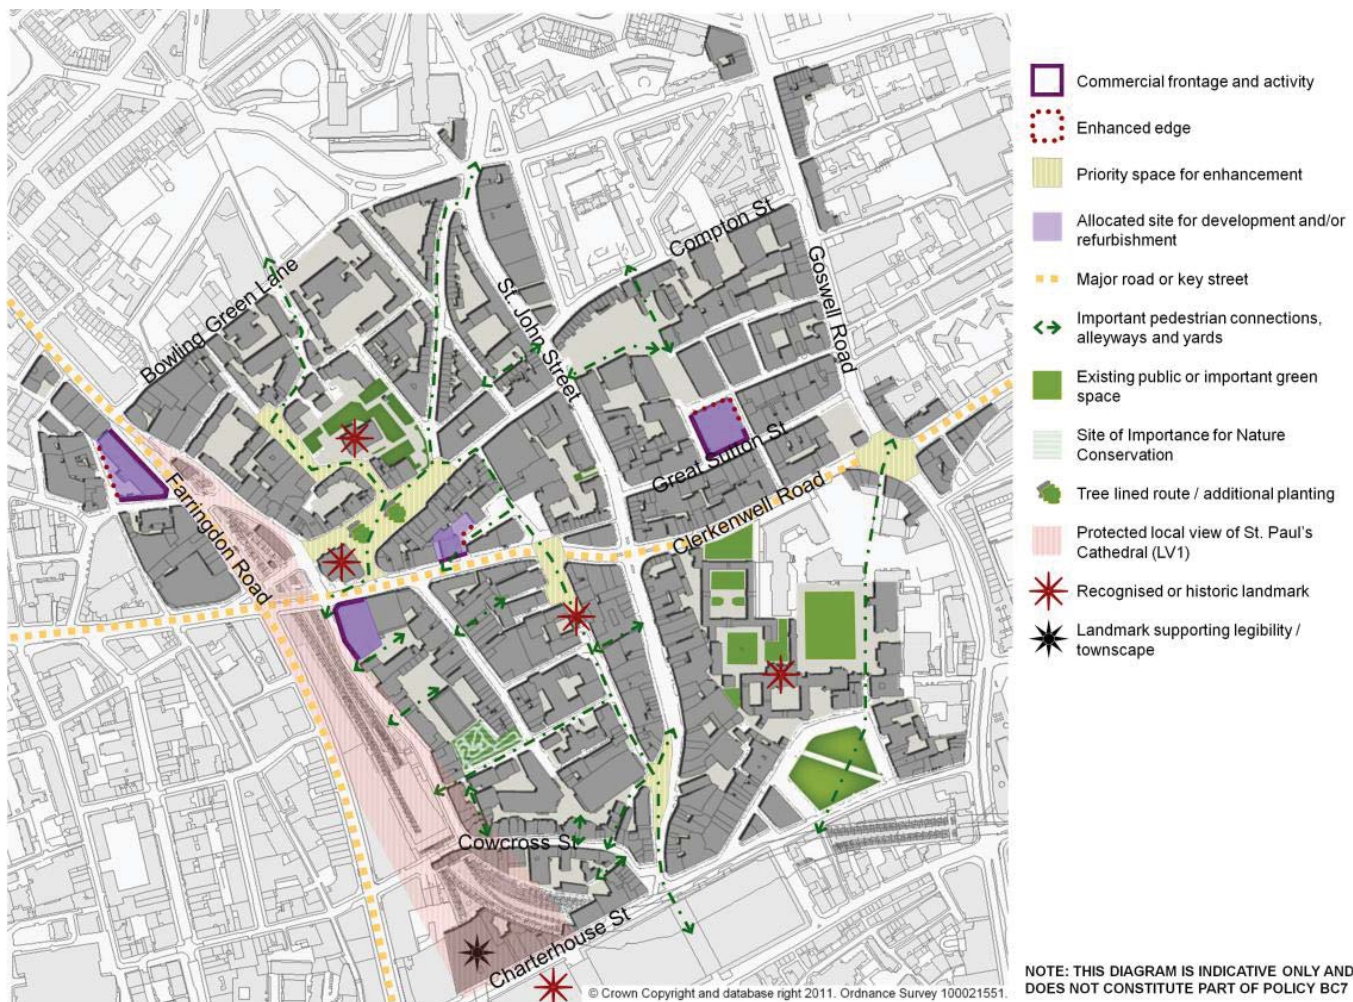 Commercial frontage and activity
Enhanced edge
Priority space for enhancement
Allocated site for development and/or
refurbishment
Major road or key street
Important pedestrian connections,
alleyways and yards
Existing public or important green
space
Site of Importance for Nature
Conservation
Tree lined route / additional planting
Protected local view of St. Paul's
Cathedral (LV1)
Recognised or historic landmark
Landmark supporting legibility /
townscape
Compton St
Goswell Road
St. John Street
Bowling Green Lane
Great Sutton St
Farringdon Road
Clerkenwell Road
Cowcross St
Charterhouse St
© Crown Copyright and database right 2011. Ordnance Survey 100021551.
NOTE: THIS DIAGRAM IS INDICATIVE ONLY AND
DOES NOT CONSTITUTE PART OF POLICY BC7